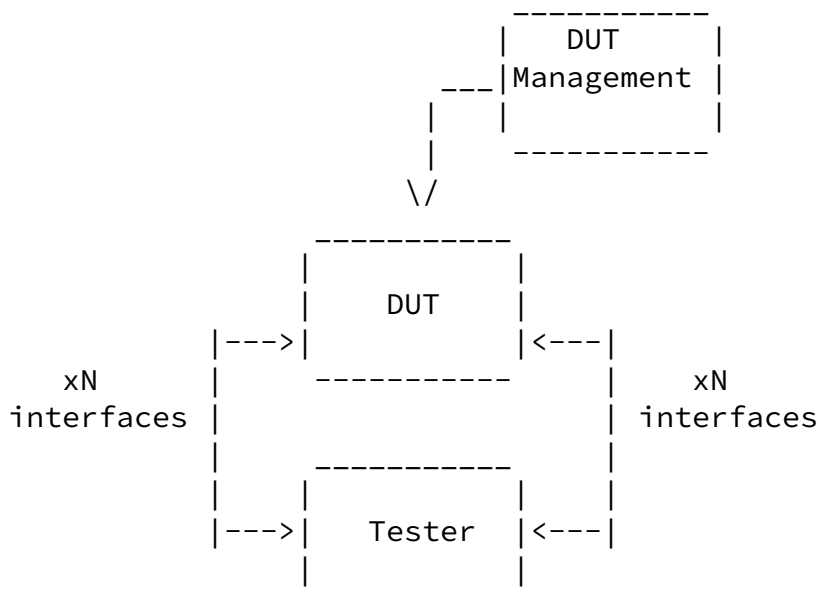 DUT
Management
DUT
xN xN
interfaces interfaces
Tester